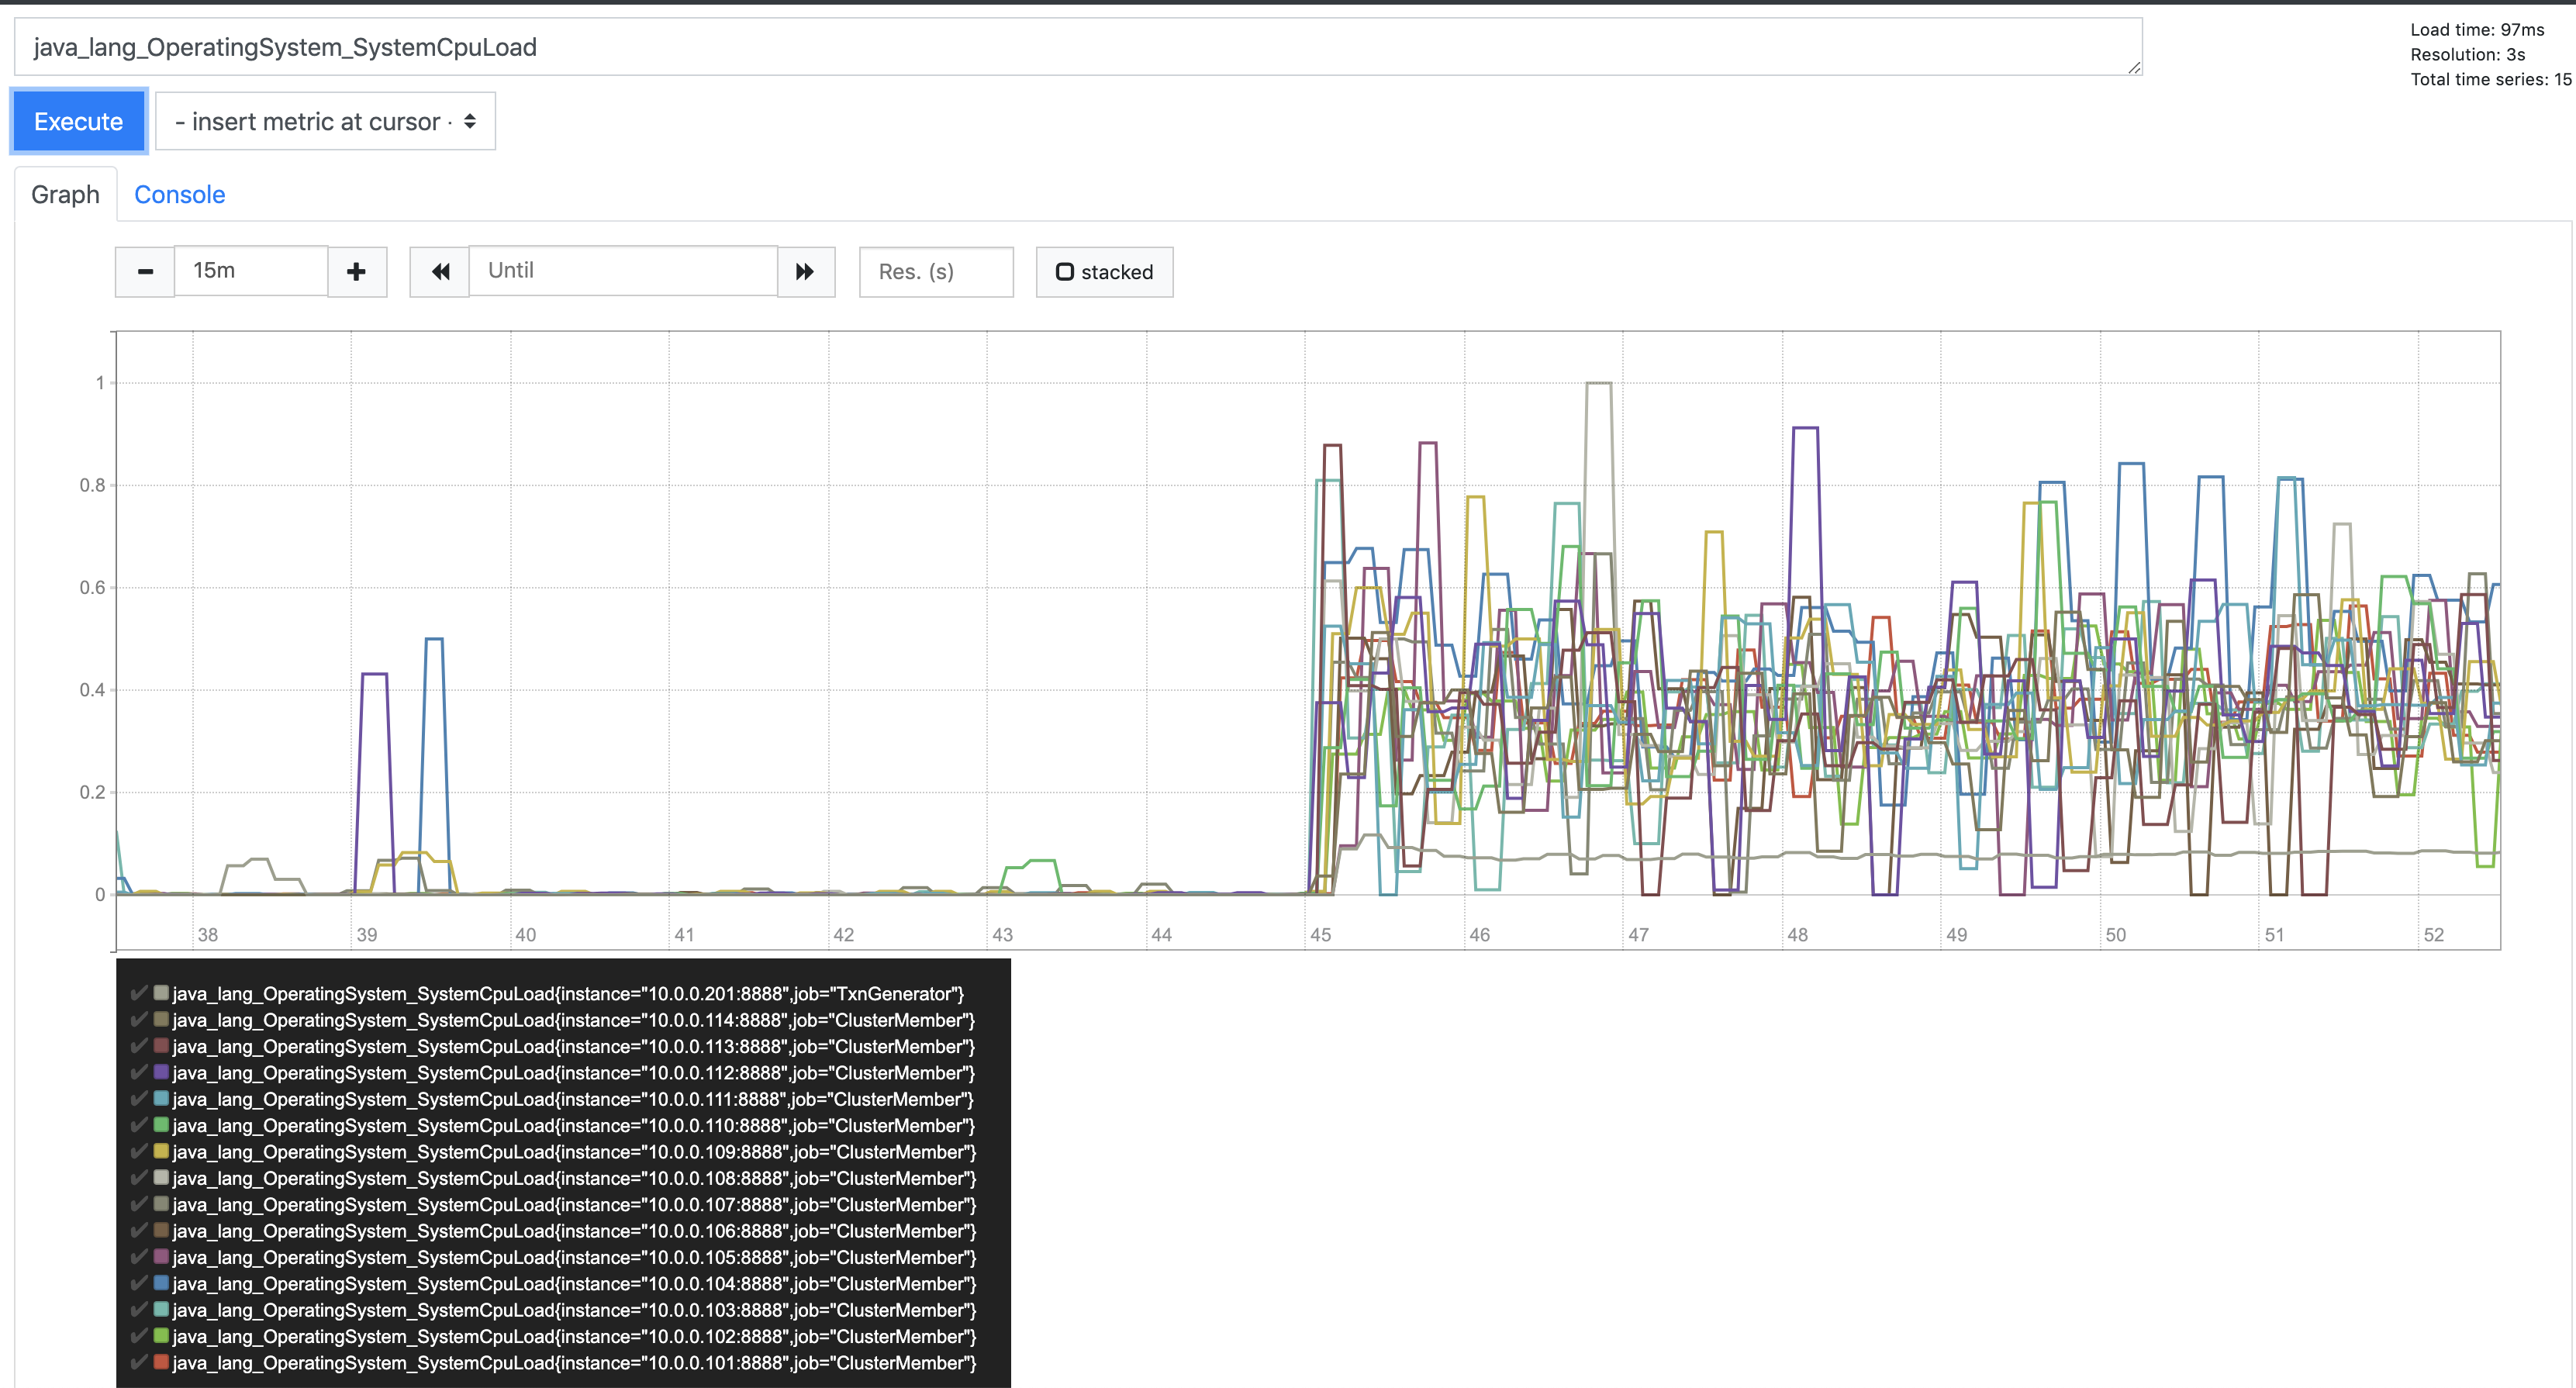 java_lang_OperatingSystem_SystemCpuLoad
Load time: 97ms
Resolution: 3s
Total time series: 15
Execute
- insert metric at cursor -
Graph Console
15m Until Res. (s) stacked
1
0.8
0.6
0.4
0.2
0
38 39 40 41 42 43 44 45 46 47 48 49 50 51 52
java_lang_OperatingSystem_SystemCpuLoad{instance="10.0.0.201:8888",job="TxnGenerator"}
java_lang_OperatingSystem_SystemCpuLoad{instance="10.0.0.114:8888",job="ClusterMember"}
java_lang_OperatingSystem_SystemCpuLoad{instance="10.0.0.113:8888",job="ClusterMember"}
java_lang_OperatingSystem_SystemCpuLoad{instance="10.0.0.112:8888",job="ClusterMember"}
java_lang_OperatingSystem_SystemCpuLoad{instance="10.0.0.111:8888",job="ClusterMember"}
java_lang_OperatingSystem_SystemCpuLoad{instance="10.0.0.110:8888",job="ClusterMember"}
java_lang_OperatingSystem_SystemCpuLoad{instance="10.0.0.109:8888",job="ClusterMember"}
java_lang_OperatingSystem_SystemCpuLoad{instance="10.0.0.108:8888",job="ClusterMember"}
java_lang_OperatingSystem_SystemCpuLoad{instance="10.0.0.107:8888",job="ClusterMember"}
java_lang_OperatingSystem_SystemCpuLoad{instance="10.0.0.106:8888",job="ClusterMember"}
java_lang_OperatingSystem_SystemCpuLoad{instance="10.0.0.105:8888",job="ClusterMember"}
java_lang_OperatingSystem_SystemCpuLoad{instance="10.0.0.104:8888",job="ClusterMember"}
java_lang_OperatingSystem_SystemCpuLoad{instance="10.0.0.103:8888",job="ClusterMember"}
java_lang_OperatingSystem_SystemCpuLoad{instance="10.0.0.102:8888",job="ClusterMember"}
java_lang_OperatingSystem_SystemCpuLoad{instance="10.0.0.101:8888",job="ClusterMember"}